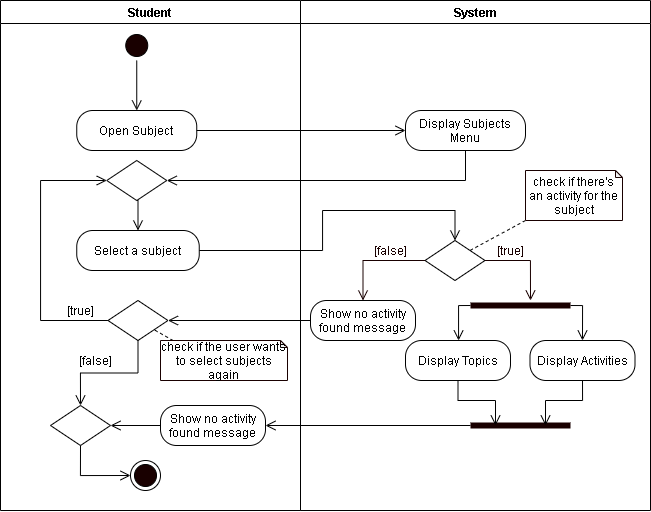 Student
System
Open Subject
Display Subjects
Menu
check if there's
an activity for the
subject
Select a subject
[false]
[true]
[true]
Show no activity
found message
check if the user wants
to select subjects
again
[false]
Display Topics
Display Activities
Show no activity
found message